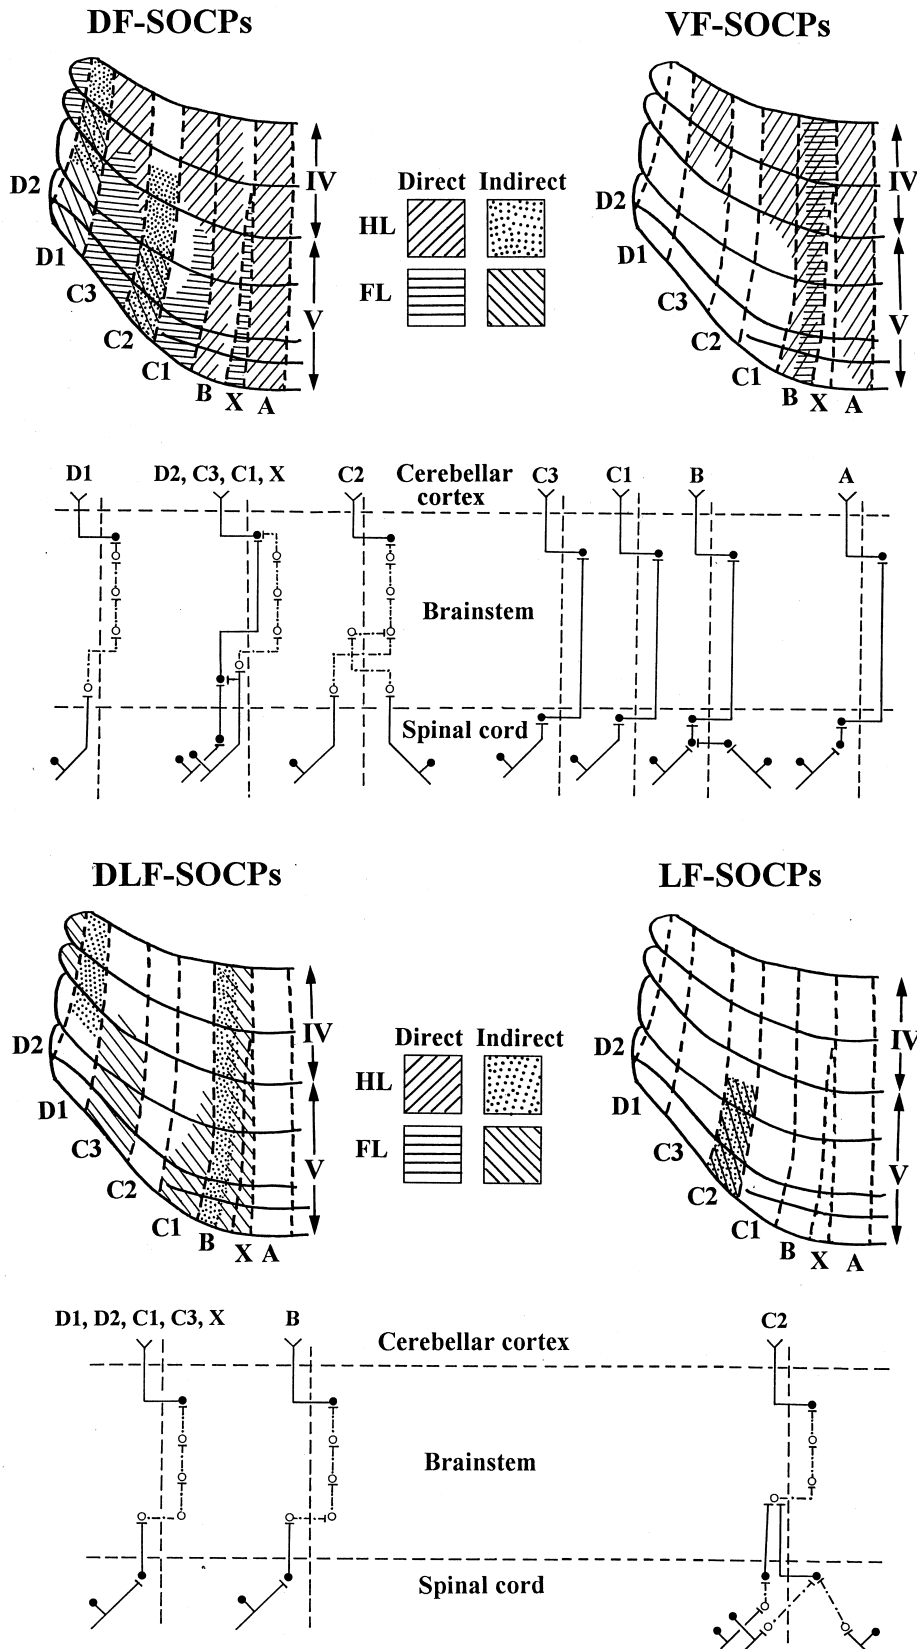 DF-SOCPs VF-SOCPs
D2
D1
C3
C2
C1
B
X
A
IV
V
Direct Indirect
HL
FL
D2
D1
C3
C2
C1
B
X
A
IV
V
D1 D2, C3, C1, X C2 Cerebellar cortex C3 C1 B A
Brainstem
Spinal cord
DLF-SOCPs LF-SOCPs
D2
D1
C3
C2
C1
B
X
A
IV
V
Direct Indirect
HL
FL
D2
D1
C3
C2
C1
B
X
A
IV
V
D1, D2, C1, C3, X B Cerebellar cortex C2
Brainstem
Spinal cord